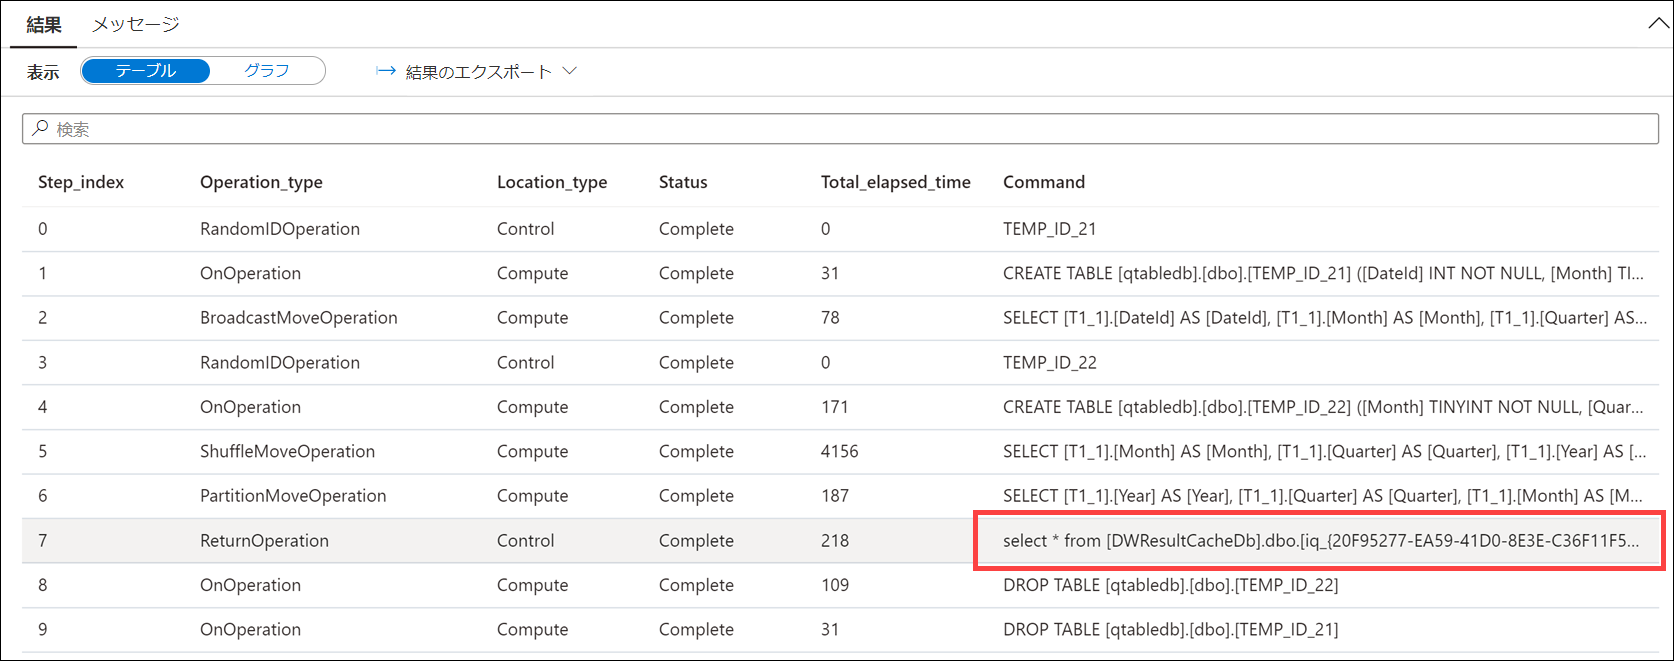 結果 メッセージ
表示 テーブル グラフ 結果のエクスポート
検索
Step_index Operation_type Location_type Status Total_elapsed_time Command
0 RandomIDOperation Control Complete 0 TEMP_ID_21
1 OnOperation Compute Complete 31 CREATE TABLE [qtabledb].[dbo].[TEMP_ID_21] ([DateId] INT NOT NULL, [Month] TI...
2 BroadcastMoveOperation Compute Complete 78 SELECT [T1_1].[DateId] AS [DateId], [T1_1].[Month] AS [Month], [T1_1].[Quarter] AS...
3 RandomIDOperation Control Complete 0 TEMP_ID_22
4 OnOperation Compute Complete 171 CREATE TABLE [qtabledb].[dbo].[TEMP_ID_22] ([Month] TINYINT NOT NULL, [Quar...
5 ShuffleMoveOperation Compute Complete 4156 SELECT [T1_1].[Month] AS [Month], [T1_1].[Quarter] AS [Quarter], [T1_1].[Year] AS [...
6 PartitionMoveOperation Compute Complete 187 SELECT [T1_1].[Year] AS [Year], [T1_1].[Quarter] AS [Quarter], [T1_1].[Month] AS [M...
7 ReturnOperation Control Complete 218 select * from [DWResultCacheDb].dbo.[iq_{20F95277-EA59-41D0-8E3E-C36F11F5...
8 OnOperation Compute Complete 109 DROP TABLE [qtabledb].[dbo].[TEMP_ID_22]
9 OnOperation Compute Complete 31 DROP TABLE [qtabledb].[dbo].[TEMP_ID_21]